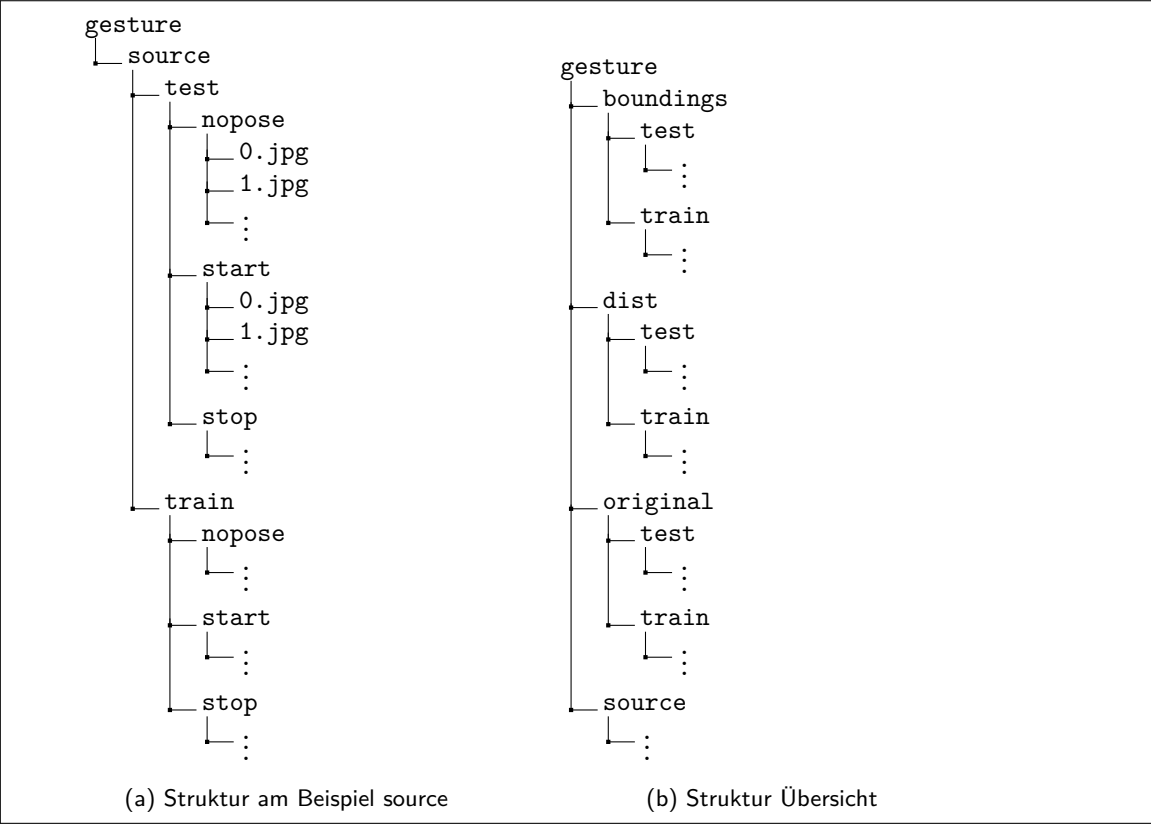 gesture
source
test
nopose
0.jpg
1.jpg
⋮
start
0.jpg
1.jpg
⋮
stop
⋮
train
nopose
⋮
start
⋮
stop
⋮
(a) Struktur am Beispiel source
gesture
boundings
test
⋮
train
⋮
dist
test
⋮
train
⋮
original
test
⋮
train
⋮
source
⋮
(b) Struktur Übersicht